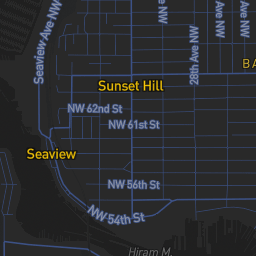 Seaview Ave NW
28th Ave NW
B A
Sunset Hill
NW 62nd St
NW 61st St
Seaview
NW 56th St
NW 54th St
Hiram M.